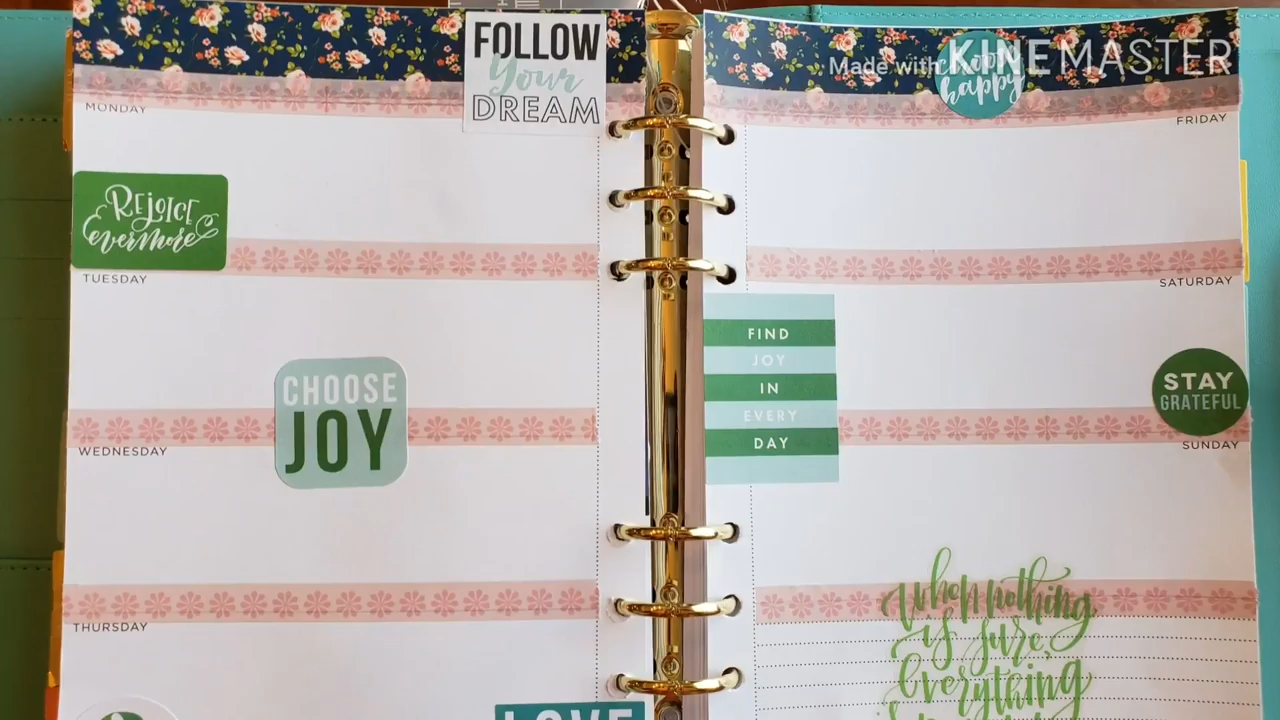 FOLLOW
Your
DREAM
MONDAY
Rejoice
evermore
TUESDAY
CHOOSE
JOY
WEDNESDAY
THURSDAY
LOVE
Made with KINEMASTER
happy
FRIDAY
SATURDAY
FIND
JOY
IN
EVERY
DAY
STAY
GRATEFUL
SUNDAY
when nothing
is sure,
everything